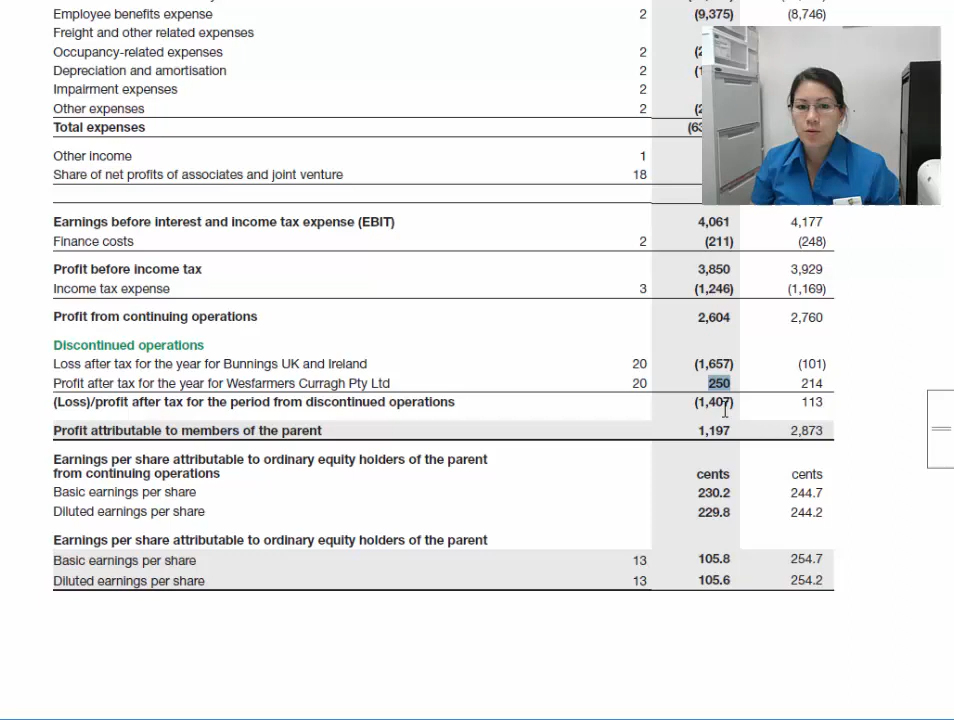 Employee benefits expense 2 (9,375) (8,746)
Freight and other related expenses
Occupancy-related expenses 2
Depreciation and amortisation 2
Impairment expenses 2
Other expenses 2
Total expenses
Other income 1
Share of net profits of associates and joint venture 18
Earnings before interest and income tax expense (EBIT) 4,061 4,177
Finance costs 2 (211) (248)
Profit before income tax 3,850 3,929
Income tax expense 3 (1,246) (1,169)
Profit from continuing operations 2,604 2,760
Discontinued operations
Loss after tax for the year for Bunnings UK and Ireland 20 (1,657) (101)
Profit after tax for the year for Wesfarmers Curragh Pty Ltd 20 250 214
(Loss)/profit after tax for the period from discontinued operations (1,407) 113
Profit attributable to members of the parent 1,197 2,873
Earnings per share attributable to ordinary equity holders of the parent
from continuing operations cents cents
Basic earnings per share 230.2 244.7
Diluted earnings per share 229.8 244.2
Earnings per share attributable to ordinary equity holders of the parent
Basic earnings per share 13 105.8 254.7
Diluted earnings per share 13 105.6 254.2